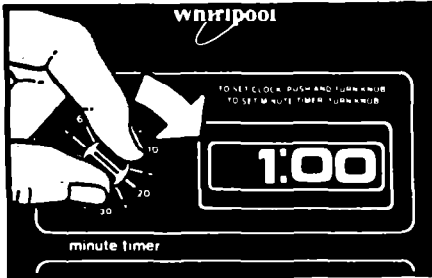 whirlpool
TO SET CLOCK, PUSH AND TURN KNOB
TO SET MINUTE TIMER, TURN KNOB
6
10
1:00
20
30
minute timer